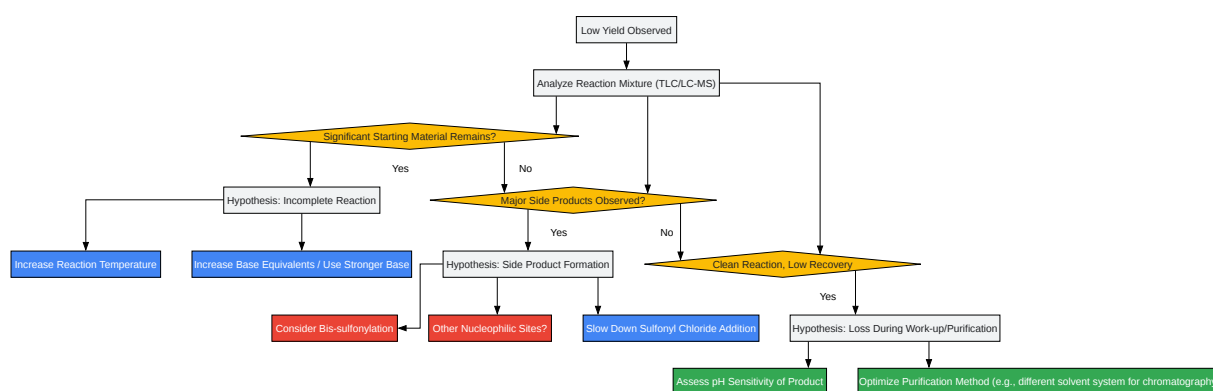 Low Yield Observed
Analyze Reaction Mixture (TLC/LC-MS)
Significant Starting Material Remains?
Yes
No
Hypothesis: Incomplete Reaction
Major Side Products Observed?
Yes
No
Increase Reaction Temperature
Increase Base Equivalents / Use Stronger Base
Hypothesis: Side Product Formation
Clean Reaction, Low Recovery
Yes
Consider Bis-sulfonylation
Other Nucleophilic Sites?
Slow Down Sulfonyl Chloride Addition
Hypothesis: Loss During Work-up/Purification
Assess pH Sensitivity of Product
Optimize Purification Method (e.g., different solvent system for chromatography